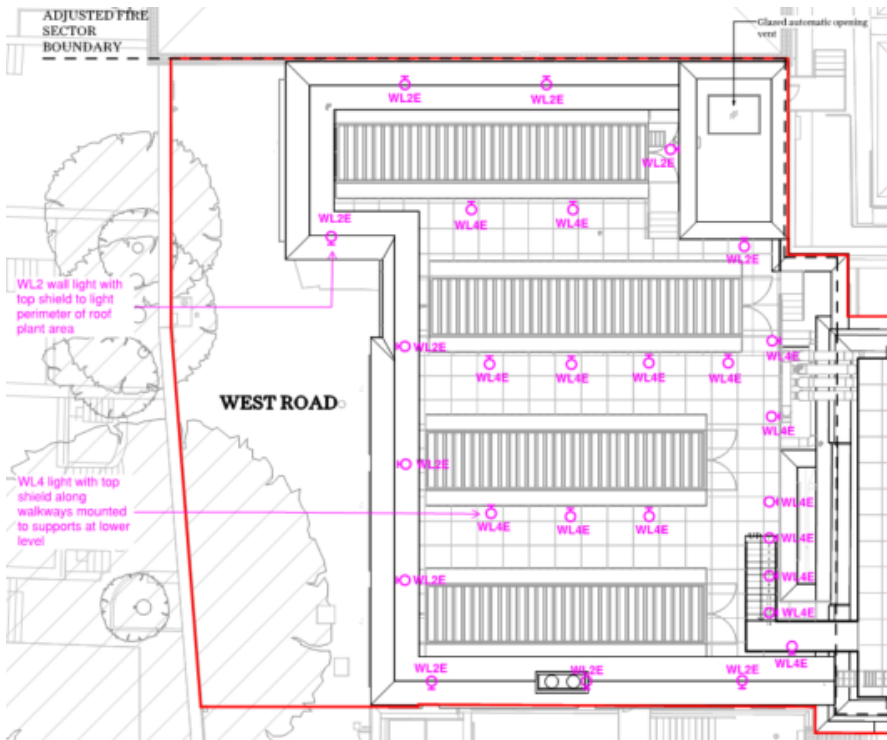 ADJUSTED FIRE
SECTOR
BOUNDARY
Glazed automatic opening
vent
WL2E
WL2E
WL2E
WL4E
WL4E
WL2E
WL2E
WL2 wall light with
top shield to light
perimeter of roof
plant area
WL2E
WL4E
WL4E
WL4E
WL4E
WL4E
WEST ROAD
WL4E
WL2E
WL4 light with top
shield along
walkways mounted
to supports at lower
level
WL4E
WL4E
WL4E
WL4E
UP
WL4E
WL4E
WL2E
WL4E
WL4E
WL2E
WL2E
WL2E